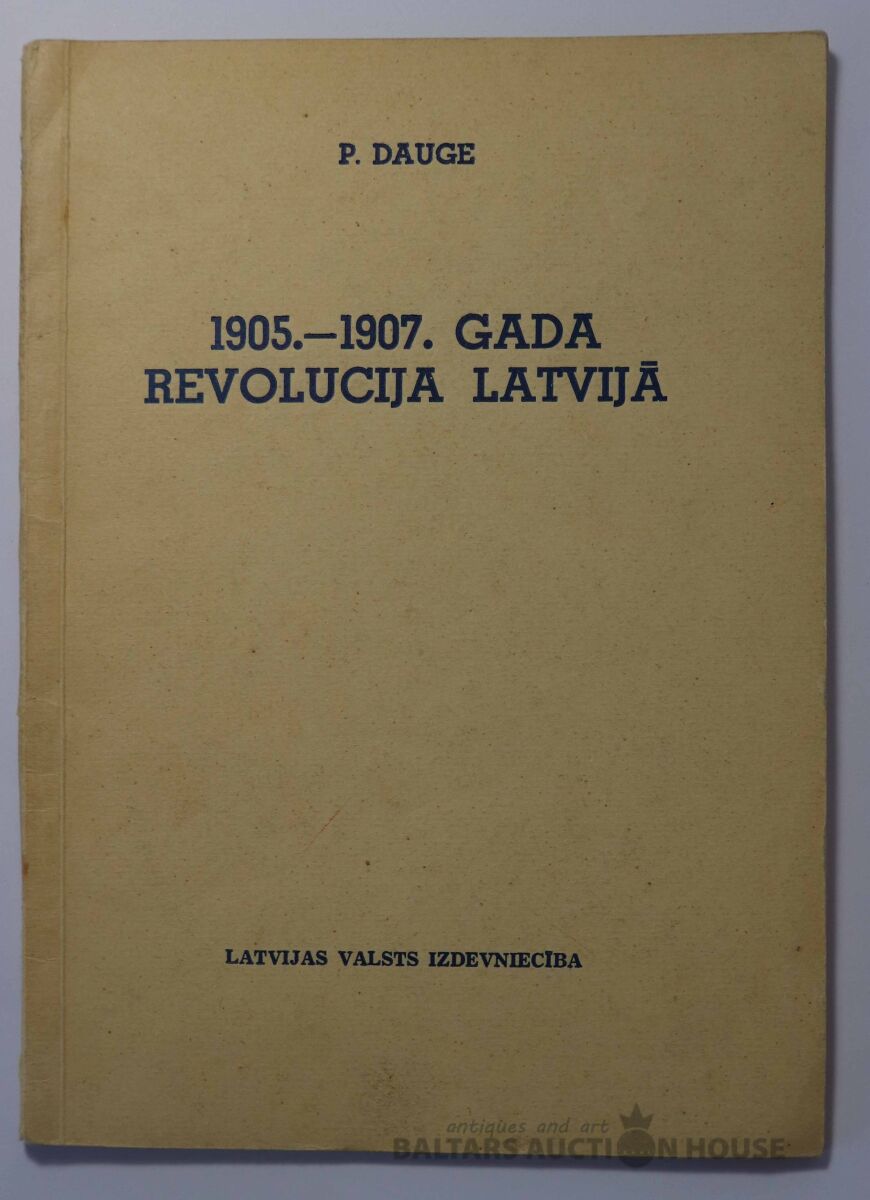 P. DAUGE
1905.—1907. GADA
REVOLUCIJA LATVIJĀ
LATVIJAS VALSTS IZDEVNIECĪBA
antiques and art
BALTARS AUCTION HOUSE